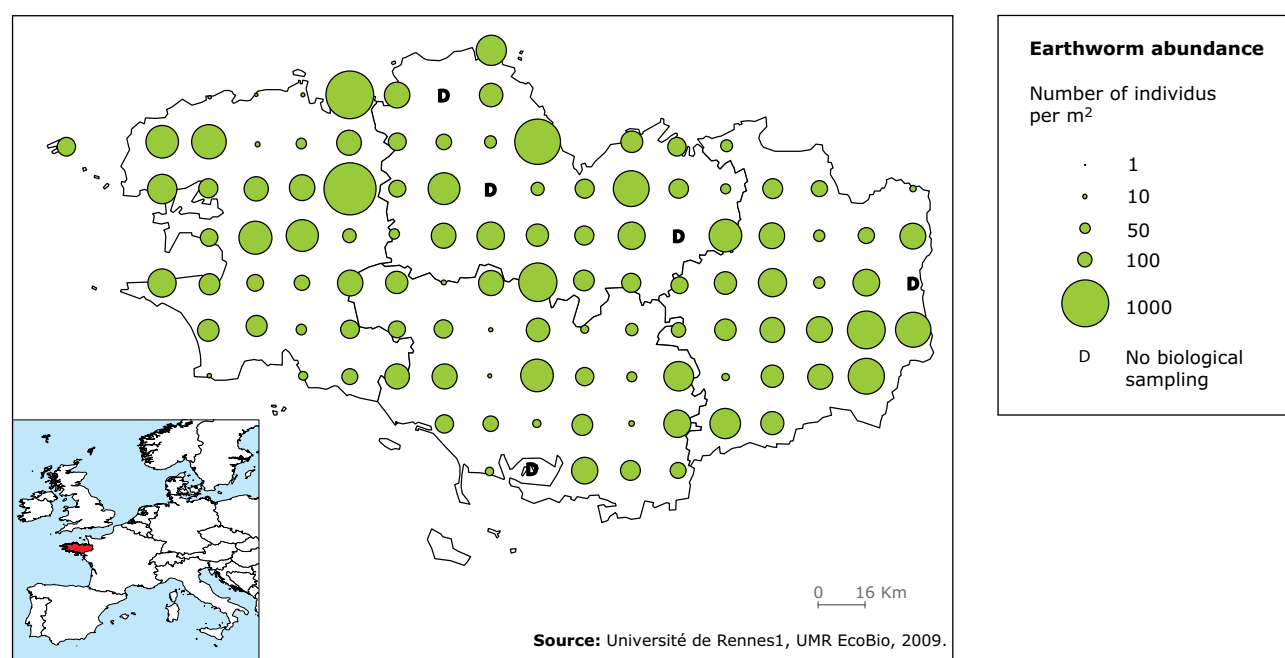 D
D
D
D
D
0 16 Km
Source: Université de Rennes1, UMR EcoBio, 2009.
Earthworm abundance
Number of individus
per m2
1
10
50
100
1000
D No biological
sampling